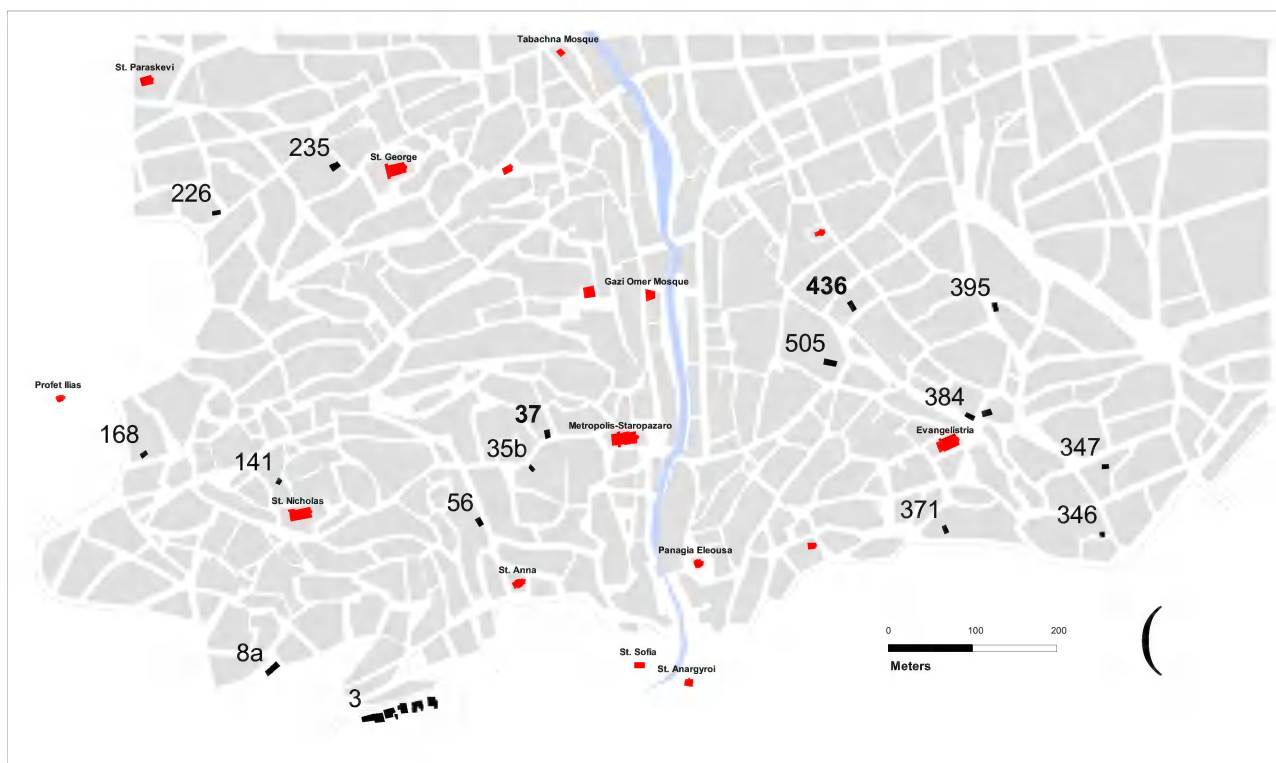 Tabachna Mosque
St. Paraskevi
235
St. George
226
Gazi Omer Mosque
436
395
505
Profet Ilias
384
37
Metropolis-Staropazaro
Evangelistria
168
35b
347
141
St. Nicholas
56
371
346
Panagia Eleousa
St. Anna
0 100 200
Meters
8a
St. Sofia
St. Anargyroi
3